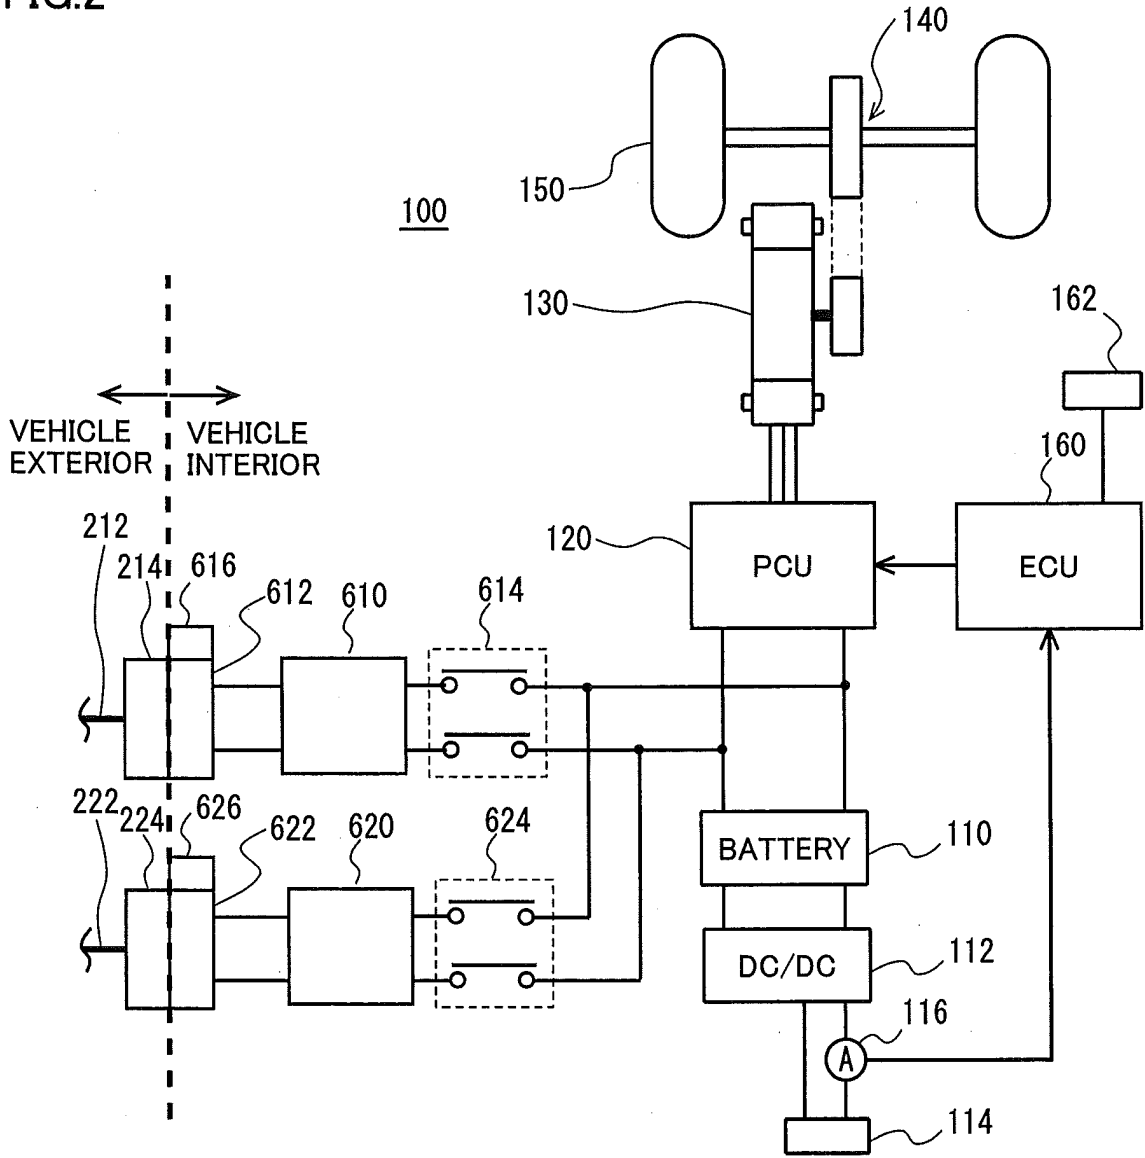 FIG.2
140
150
100
130
162
VEHICLE
EXTERIOR
VEHICLE
INTERIOR
160
212
214
616
612
610
614
120
PCU
ECU
222
224
626
622
620
624
BATTERY
110
DC/DC
112
116
A
114